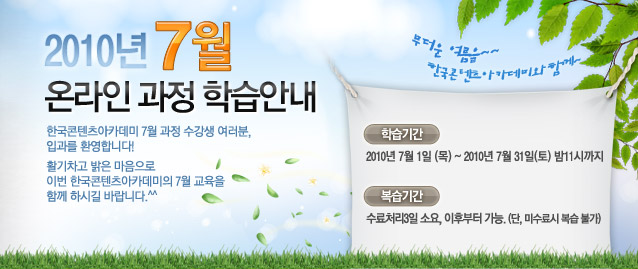 2010년 7월
온라인 과정 학습안내
한국콘텐츠아카데미 7월 과정 수강생 여러분,
입과를 환영합니다!
활기차고 밝은 마음으로
이번 한국콘텐츠아카데미의 7월 교육을
함께 하시길 바랍니다.^^
무더운 여름을~~
한국콘텐츠아카데미와 함께~
학습기간
2010년 7월 1일 (목) ~ 2010년 7월 31일(토) 밤11시까지
복습기간
수료처리3일 소요, 이후부터 가능. (단, 미수료시 복습 불가)